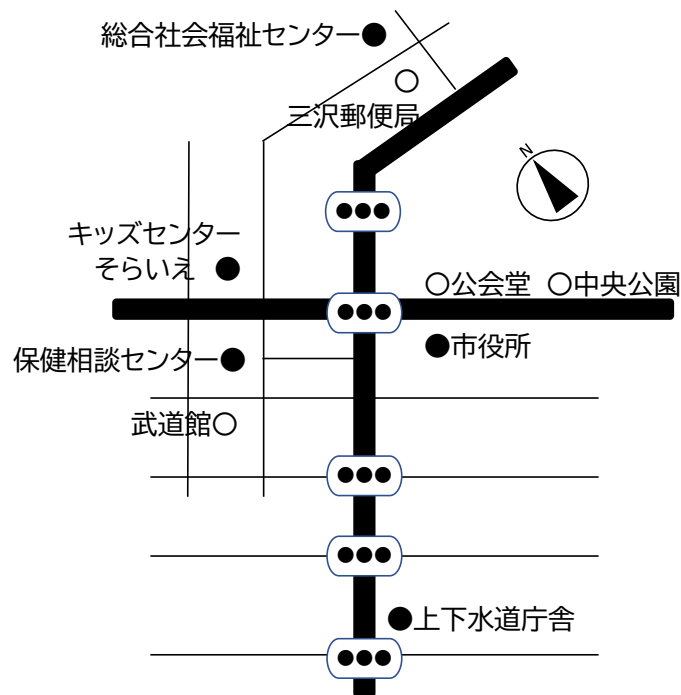 総合社会福祉センター
三沢郵便局
N
キッズセンター
そらいえ
公会堂
中央公園
保健相談センター
市役所
武道館
上下水道庁舎